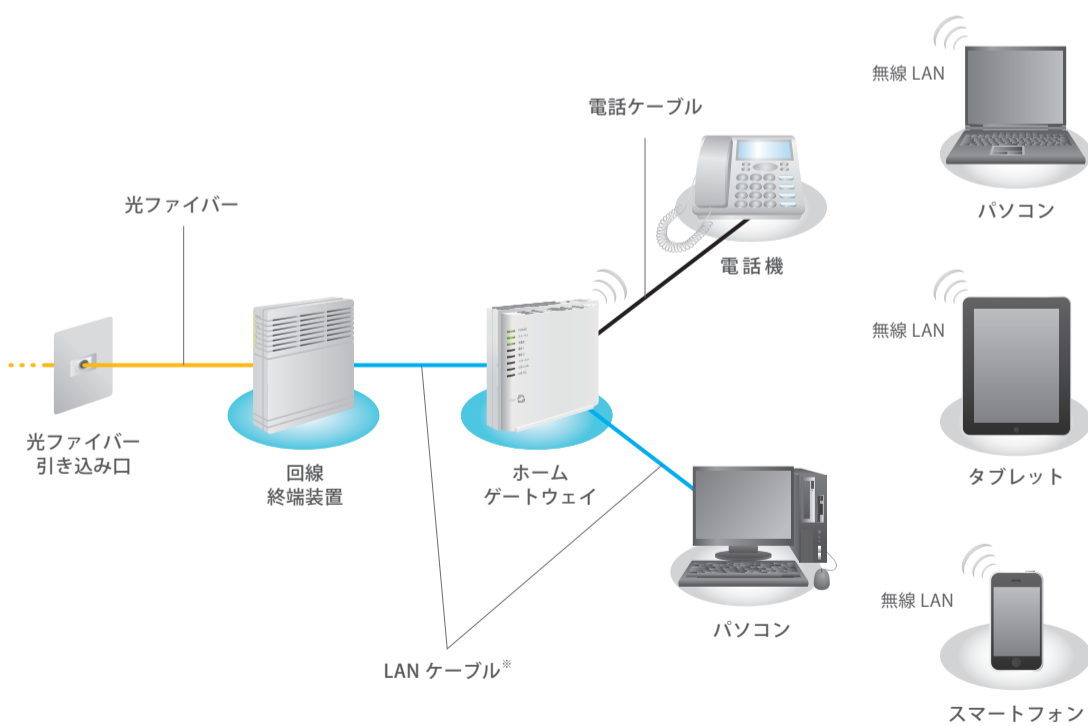 無線 LAN
パソコン
電話ケーブル
電話機
光ファイバー
無線 LAN
タブレット
光ファイバー
引き込み口
回線
終端装置
ホーム
ゲートウェイ
パソコン
LAN ケーブル※
無線 LAN
スマートフォン